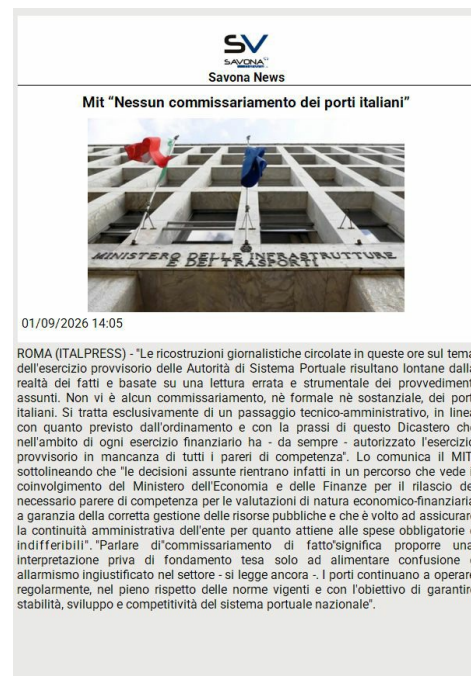 SV
SAVONA
Savona News
Mit “Nessun commissariamento dei porti italiani”
MINISTERO DELLE INFRASTRUTTURE
E DEI TRASPORTI
01/09/2026 14:05
ROMA (ITALPRESS) - "Le ricostruzioni giornalistiche circolate in queste ore sul tema
dell'esercizio provvisorio delle Autorità di Sistema Portuale risultano lontane dalla
realtà dei fatti e basate su una lettura errata e strumentale dei provvedimenti
assunti. Non vi è alcun commissariamento, nè formale nè sostanziale, dei porti
italiani. Si tratta esclusivamente di un passaggio tecnico-amministrativo, in linea
con quanto previsto dall'ordinamento e con la prassi di questo Dicastero che
nell'ambito di ogni esercizio finanziario ha - da sempre - autorizzato l'esercizio
provvisorio in mancanza di tutti i pareri di competenza". Lo comunica il MIT,
sottolineando che "le decisioni assunte rientrano infatti in un percorso che vede
coinvolgimento del Ministero dell'Economia e delle Finanze per il rilascio de
necessario parere di competenza per le valutazioni di natura economico-finanziaria
a garanzia della corretta gestione delle risorse pubbliche e che è volto ad assicurare
la continuità amministrativa dell'ente per quanto attiene alle spese obbligatorie e
indifferibili". "Parlare di"commissariamento di fatto"significa proporre una
interpretazione priva di fondamento tesa solo ad alimentare confusione e
allarmismo ingiustificato nel settore - si legge ancora -. I porti continuano a operare
regolarmente, nel pieno rispetto delle norme vigenti e con l'obiettivo di garantire
stabilità, sviluppo e competitività del sistema portuale nazionale".